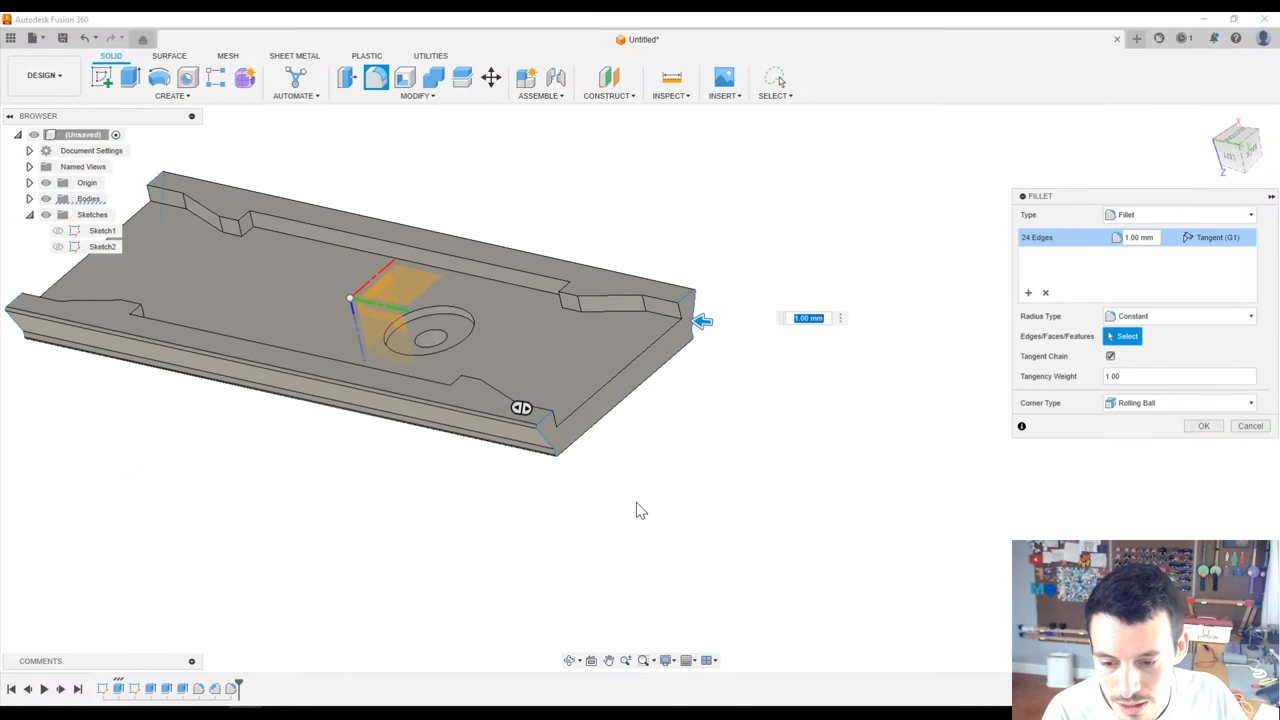 Autodesk Fusion 360
Untitled*
1
SOLID SURFACE MESH SHEET METAL PLASTIC UTILITIES
DESIGN
CREATE AUTOMATE MODIFY ASSEMBLE CONSTRUCT INSPECT INSERT SELECT
BROWSER
(Unsaved)
Document Settings
Named Views
Origin
Bodies
Sketches
Sketch1
Sketch2
X
LEFT
Z
FILLET
Type Fillet
24 Edges 1.00 mm Tangent (G1)
Radius Type Constant
Edges/Faces/Features Select
Tangent Chain
Tangency Weight 1.00
Corner Type Rolling Ball
OK Cancel
1.00 mm
COMMENTS